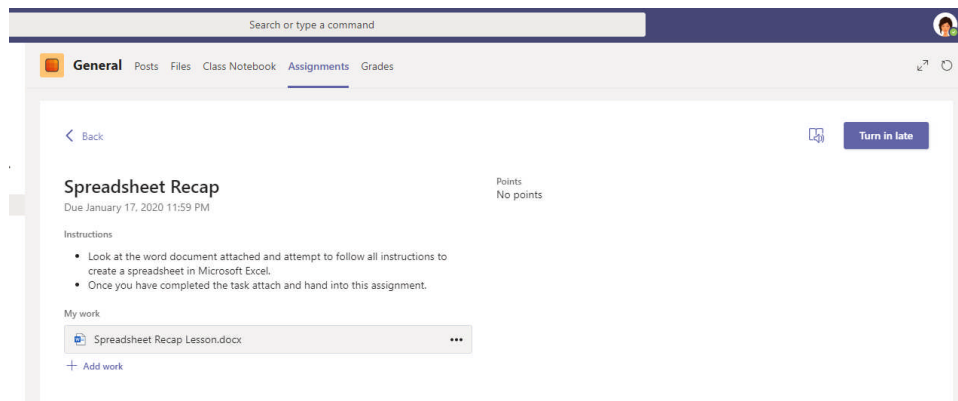 Search or type a command
General Posts Files Class Notebook Assignments Grades
Back
Turn in late
Spreadsheet Recap
Due January 17, 2020 11:59 PM
Points
No points
Instructions
Look at the word document attached and attempt to follow all instructions to
create a spreadsheet in Microsoft Excel.
Once you have completed the task attach and hand into this assignment.
My work
Spreadsheet Recap Lesson.docx
Add work